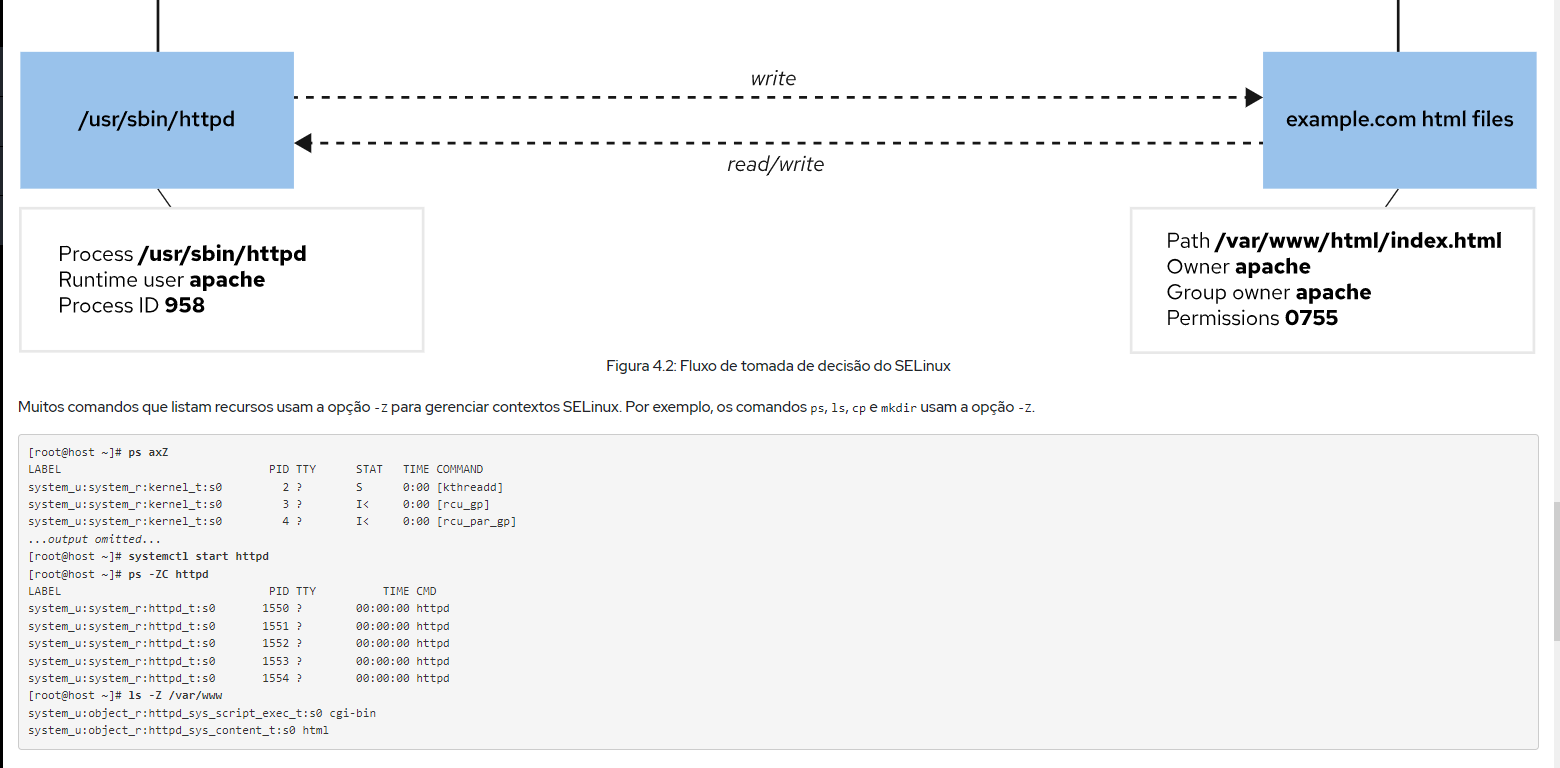 write
/usr/sbin/httpd
example.com html files
read/write
Process /usr/sbin/httpd
Runtime user apache
Process ID 958
Path /var/www/html/index.html
Owner apache
Group owner apache
Permissions 0755
Figura 4.2: Fluxo de tomada de decisão do SELinux
Muitos comandos que listam recursos usam a opção -Z para gerenciar contextos SELinux. Por exemplo, os comandos ps, ls, cp e mkdir usam a opção -Z.
[root@host ~]# ps axZ
LABEL                               PID TTY      STAT   TIME COMMAND
system_u:system_r:kernel_t:s0         2 ?        S      0:00 [kthreadd]
system_u:system_r:kernel_t:s0         3 ?        I<     0:00 [rcu_gp]
system_u:system_r:kernel_t:s0         4 ?        I<     0:00 [rcu_par_gp]
...output omitted...
[root@host ~]# systemctl start httpd
[root@host ~]# ps -ZC httpd
LABEL                               PID TTY          TIME CMD
system_u:system_r:httpd_t:s0       1550 ?        00:00:00 httpd
system_u:system_r:httpd_t:s0       1551 ?        00:00:00 httpd
system_u:system_r:httpd_t:s0       1552 ?        00:00:00 httpd
system_u:system_r:httpd_t:s0       1553 ?        00:00:00 httpd
system_u:system_r:httpd_t:s0       1554 ?        00:00:00 httpd
[root@host ~]# ls -Z /var/www
system_u:object_r:httpd_sys_script_exec_t:s0 cgi-bin
system_u:object_r:httpd_sys_content_t:s0 html